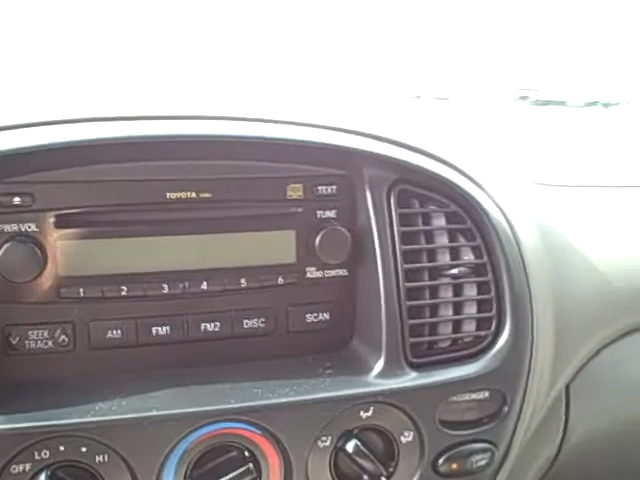 TOYOTA
TEXT
PWR VOL
TUNE
AUDIO CONTROL
1 2 3 4 5 6
SEEK
TRACK
AM FM1 FM2 DISC SCAN
PASSENGER
OFF LO HI